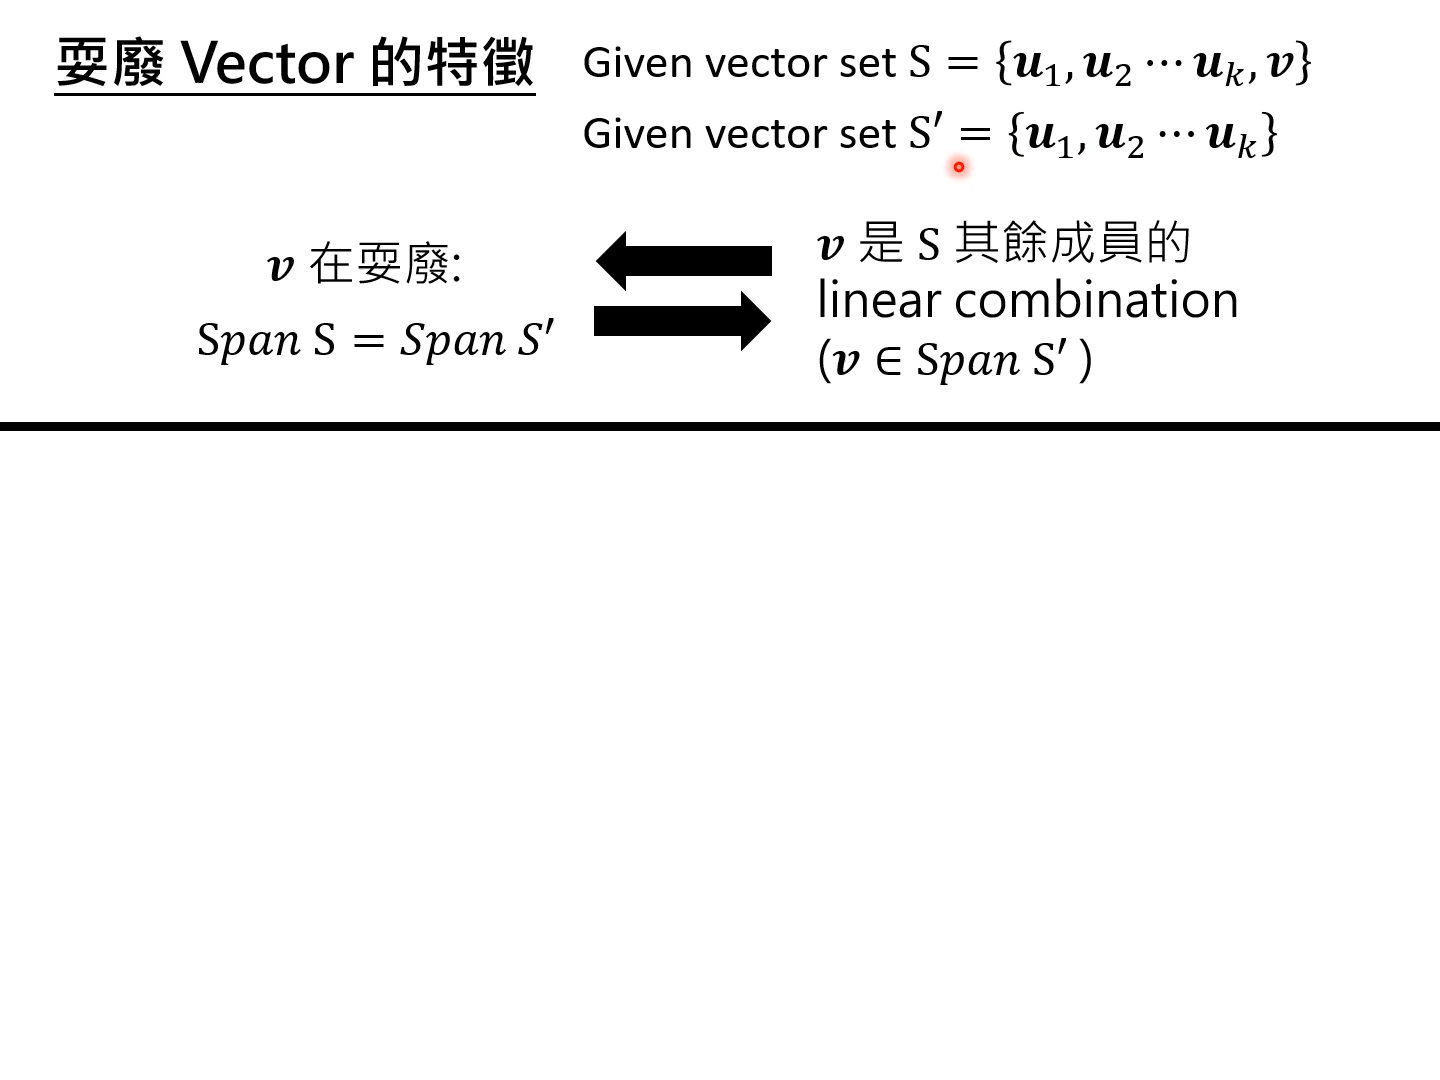 耍廢 Vector 的特徵
Given vector set S = {𝒖₁, 𝒖₂ ⋯ 𝒖ₖ, 𝒗}
Given vector set S′ = {𝒖₁, 𝒖₂ ⋯ 𝒖ₖ}
𝒗 在耍廢:
S𝑝𝑎𝑛 S = 𝑆𝑝𝑎𝑛 𝑆′
𝒗 是 S 其餘成員的
linear combination
(𝒗 ∈ S𝑝𝑎𝑛 S′ )